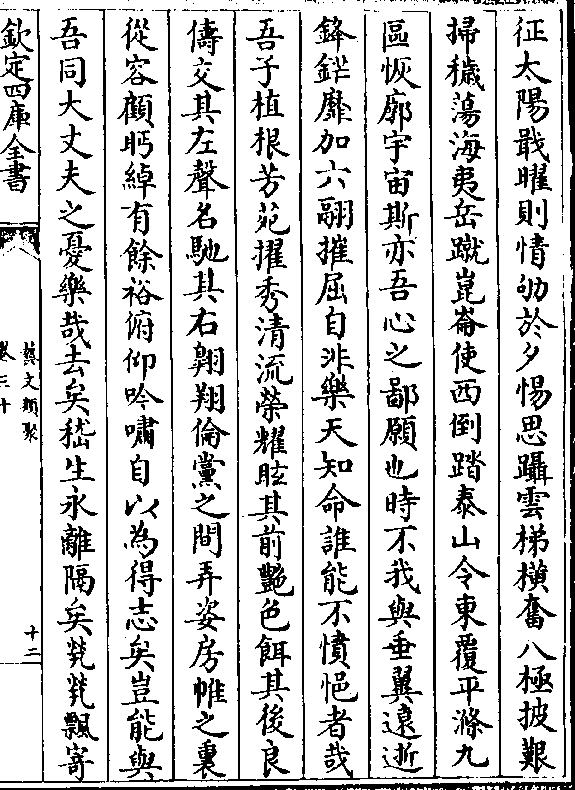 征太陽戢曜則情劬於夕惕思躡雲梯橫奮八極披艱
掃穢蕩海夷岳蹴崑崙使西倒踏泰山令東覆平滌九
區恢廓宇宙斯亦吾心之鄙願也時不我與垂翼遠逝
鋒鉅靡加六翮摧屈自非樂天知命誰能不憤悒者哉
吾子植根芳苑擢秀清流榮耀眩其前艷色餌其後良
儔交其左聲名馳其右翺翔倫黨之間弄姿房帷之裏
從容顧眄綽有餘裕俯仰吟嘯自以為得志矣豈能與
吾同大丈夫之憂樂哉去矣嵇生永離隔矣煢煢飄寄
欽定四庫全書
藝文類聚
卷三十
十二